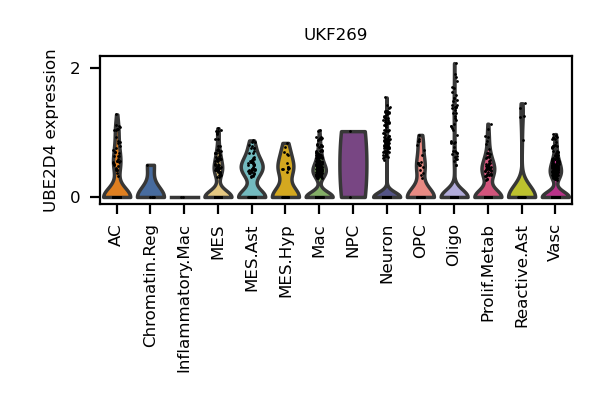 UKF269
UBE2D4 expression
2
0
AC
Chromatin.Reg
Inflammatory.Mac
MES
MES.Ast
MES.Hyp
Mac
NPC
Neuron
OPC
Oligo
Prolif.Metab
Reactive.Ast
Vasc